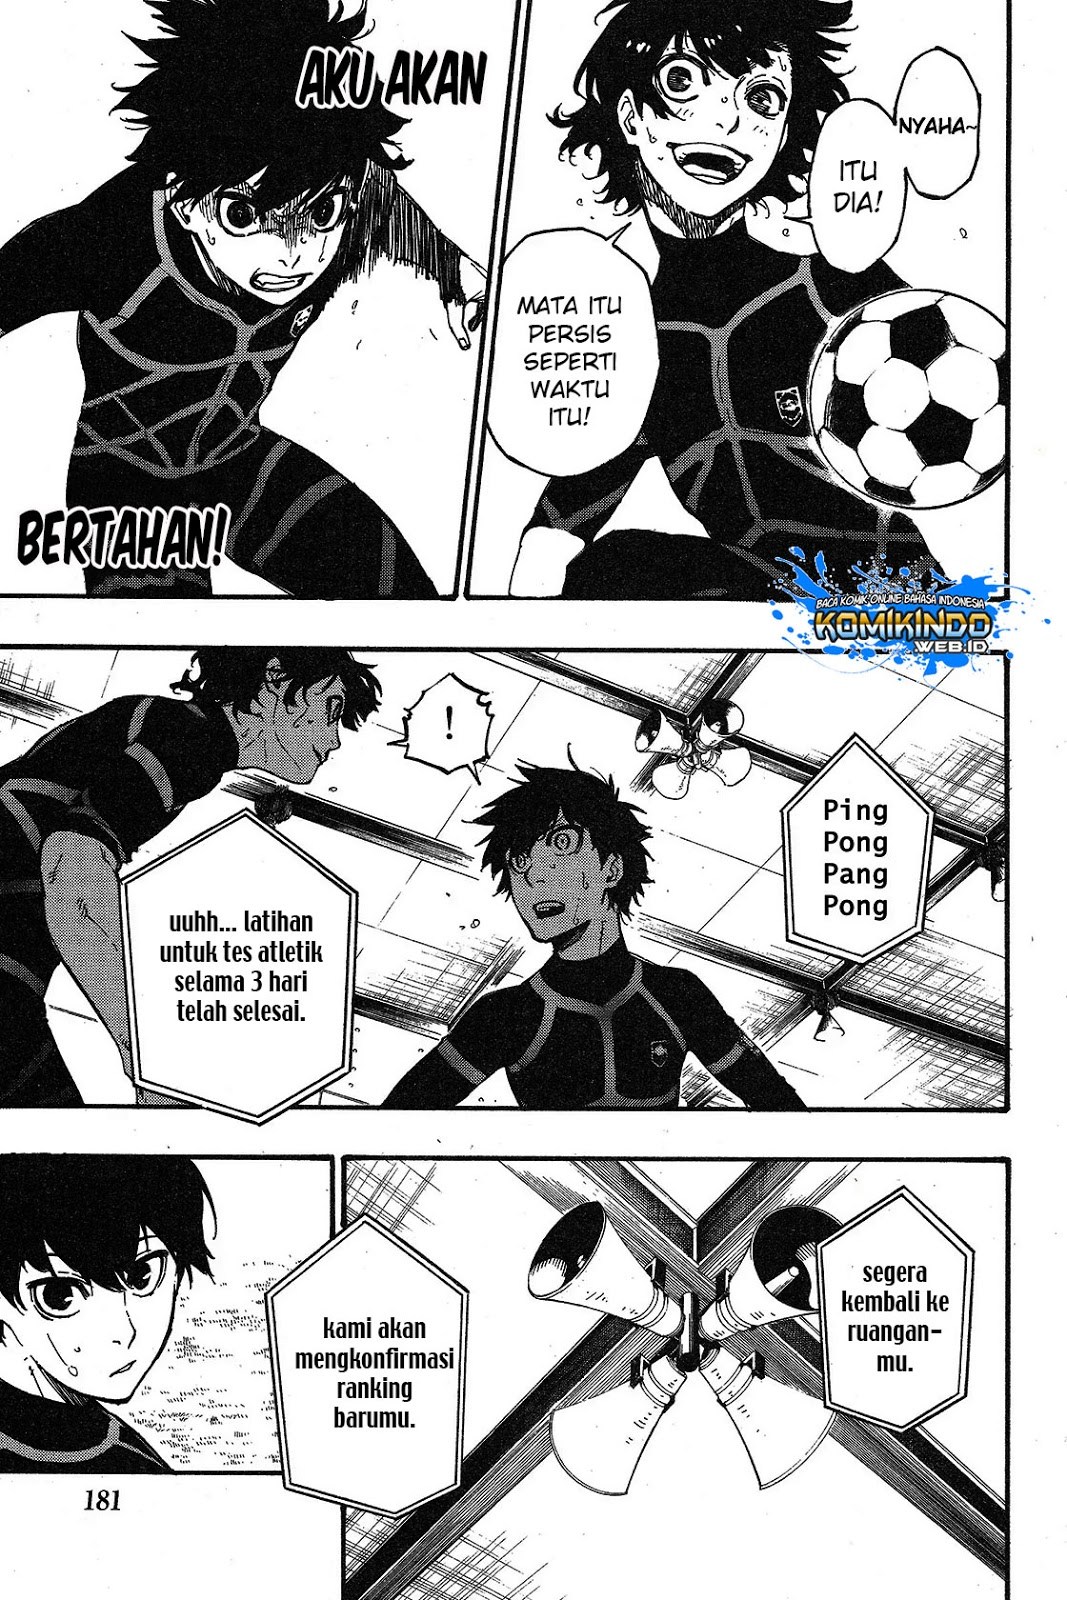 NYAHA~
ITU
DIA!
MATA ITU
PERSIS
SEPERTI
WAKTU
ITU!
AKU AKAN
BERTAHAN!
BACA KOMIK ONLINE BAHASA INDONESIA
KOMIKINDO
WEB.ID
!
Ping
Pong
Pang
Pong
uuhh... latihan
untuk tes atletik
selama 3 hari
telah selesai.
segera
kembali ke
ruangan-
mu.
kami akan
mengkonfirmasi
ranking
barumu.
181